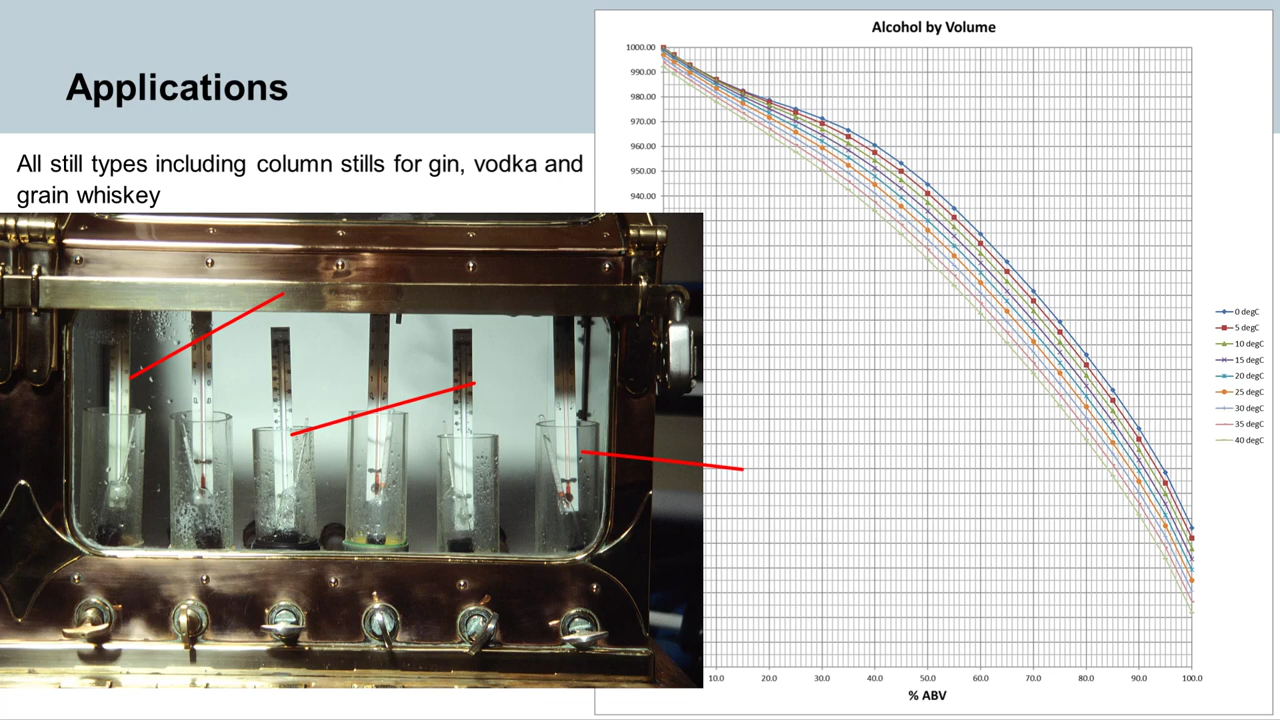 Applications
All still types including column stills for gin, vodka and
grain whiskey
Alcohol by Volume
1000.00
990.00
980.00
970.00
960.00
950.00
940.00
0 degC
5 degC
10 degC
15 degC
20 degC
25 degC
30 degC
35 degC
40 degC
10.0 20.0 30.0 40.0 50.0 60.0 70.0 80.0 90.0 100.0
% ABV